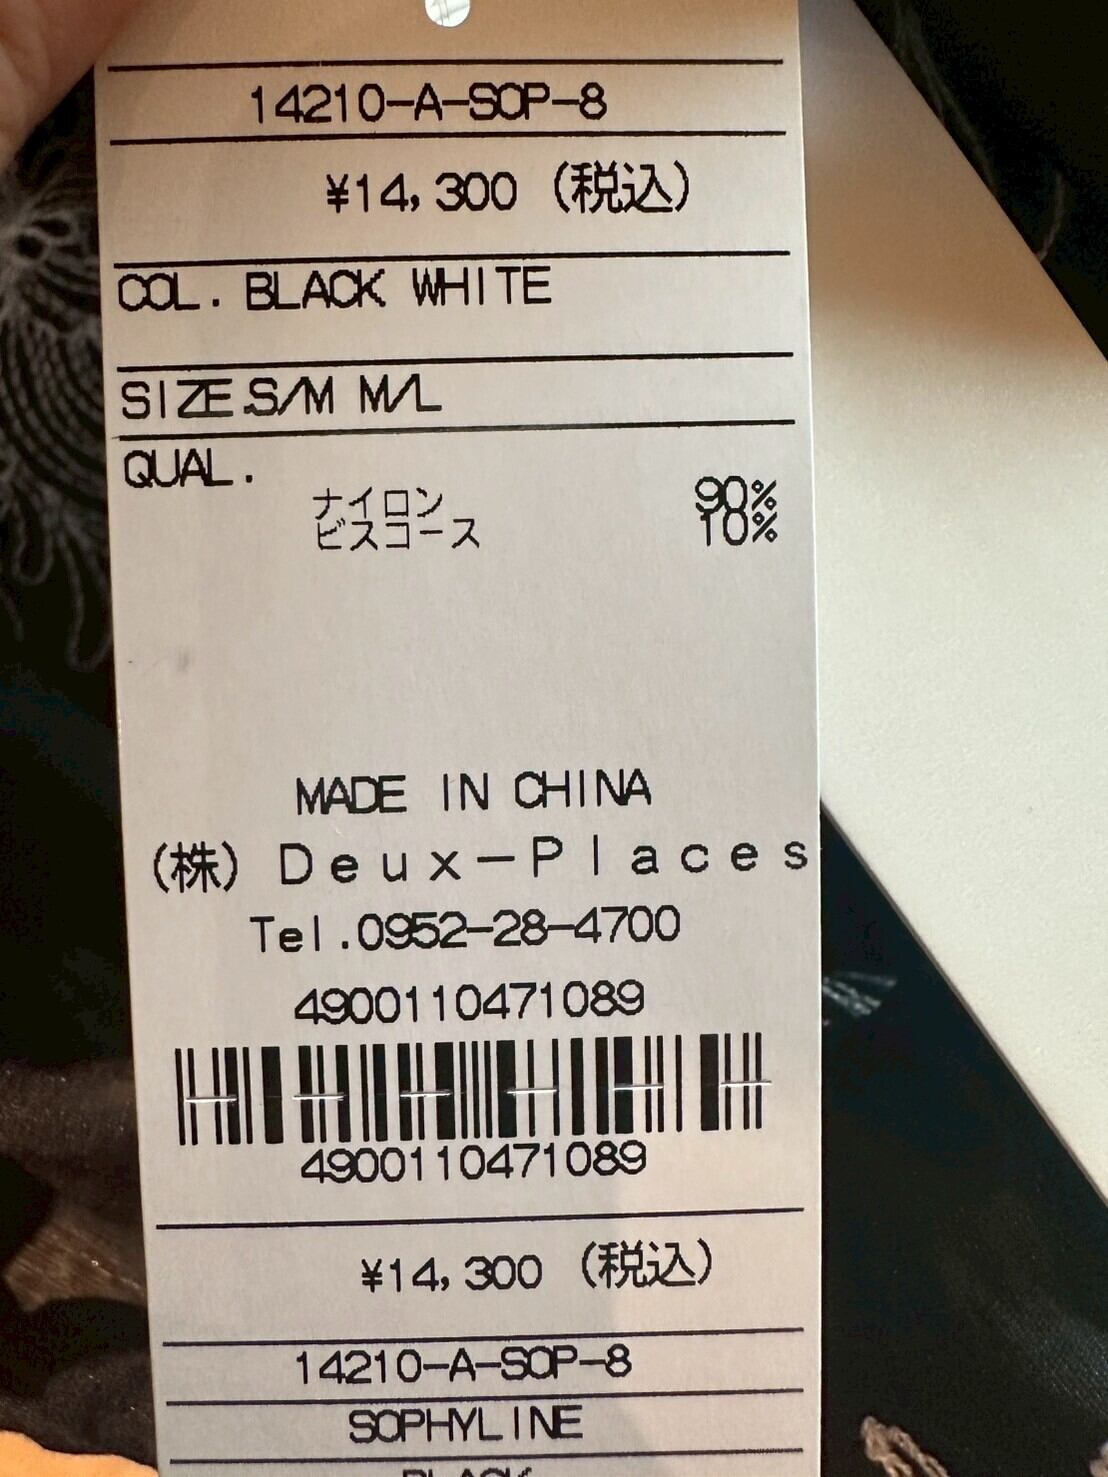 14210-A-SOP-8
¥14,300 (税込)
COL. BLACK WHITE
SIZE.S/M M/L
QUAL.
ナイロン 90%
ビスコース 10%
MADE IN CHINA
(株) Deux-Places
Tel.0952-28-4700
4900110471089
4900110471089
¥14,300 (税込)
14210-A-SOP-8
SOPHYLINE
BLACK